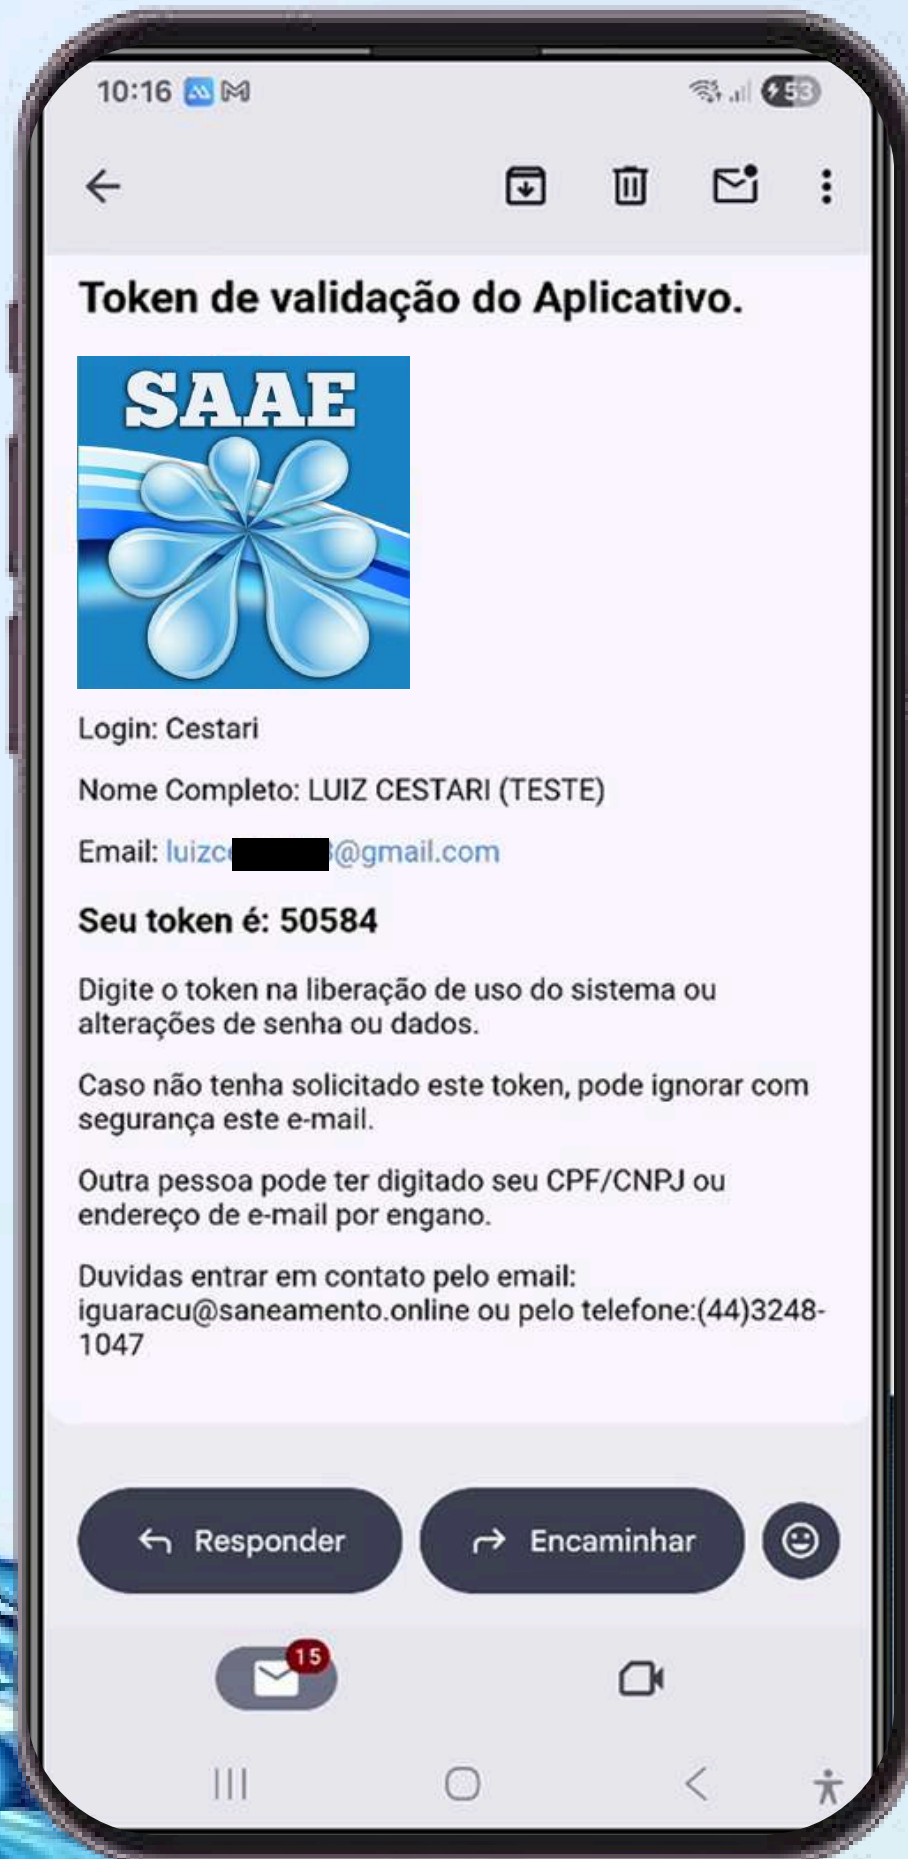 10:16
53
Token de validação do Aplicativo.
SAAE
Login: Cestari
Nome Completo: LUIZ CESTARI (TESTE)
Email: luizc @gmail.com
Seu token é: 50584
Digite o token na liberação de uso do sistema ou
alterações de senha ou dados.
Caso não tenha solicitado este token, pode ignorar com
segurança este e-mail.
Outra pessoa pode ter digitado seu CPF/CNPJ ou
endereço de e-mail por engano.
Duvidas entrar em contato pelo email:
iguaracu@saneamento.online ou pelo telefone:(44)3248-
1047
Responder
Encaminhar
15